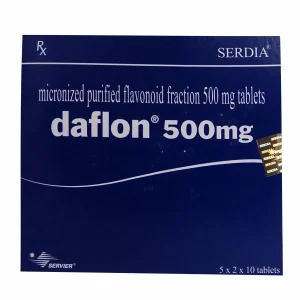 Rx
SERDIA®
micronized purified flavonoid fraction 500 mg tablets
daflon® 500mg
SERVIER
5 x 2 x 10 tablets